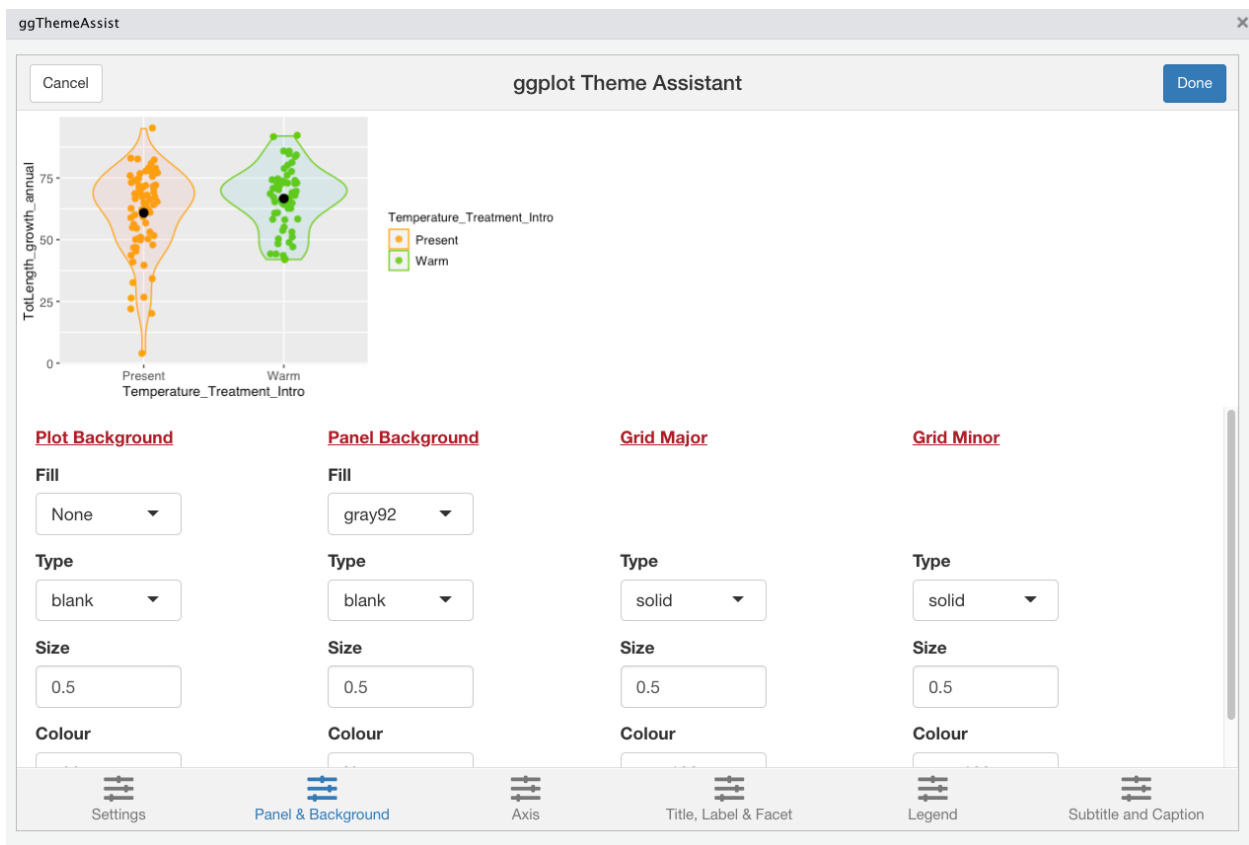 ggThemeAssist ×
Cancel ggplot Theme Assistant Done
TotLength_growth_annual
75
50
25
0
Present Warm
Temperature_Treatment_Intro
Temperature_Treatment_Intro
Present
Warm
Plot Background Panel Background Grid Major Grid Minor
Fill Fill
None gray92
Type Type Type Type
blank blank solid solid
Size Size Size Size
0.5 0.5 0.5 0.5
Colour Colour Colour Colour
Settings Panel & Background Axis Title, Label & Facet Legend Subtitle and Caption